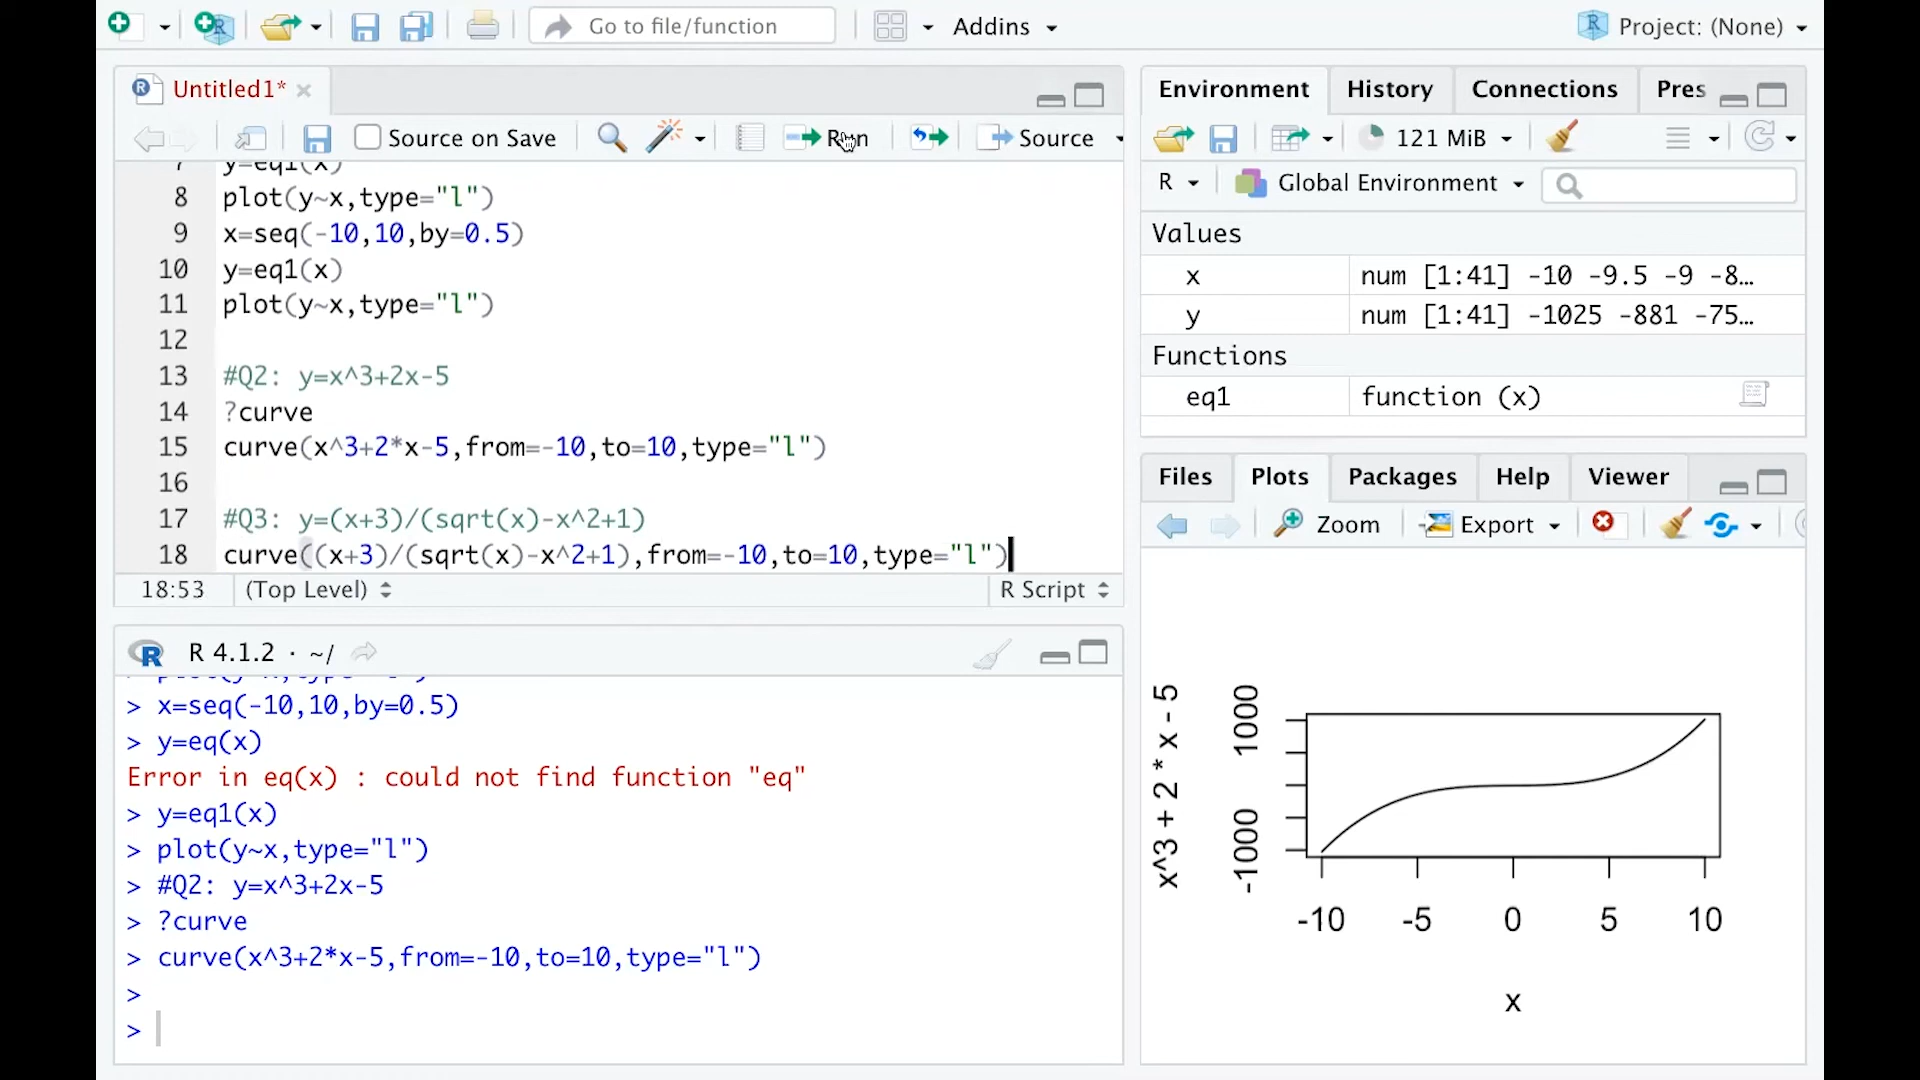 Go to file/function
Addins
Project: (None)
Untitled1*
Source on Save
Run
Source
7 y=eq1(x)
8 plot(y~x,type="l")
9 x=seq(-10,10,by=0.5)
10 y=eq1(x)
11 plot(y~x,type="l")
12
13 #Q2: y=x^3+2x-5
14 ?curve
15 curve(x^3+2*x-5,from=-10,to=10,type="l")
16
17 #Q3: y=(x+3)/(sqrt(x)-x^2+1)
18 curve((x+3)/(sqrt(x)-x^2+1),from=-10,to=10,type="l")
18:53 (Top Level) R Script
R 4.1.2 · ~/
> plot(y~x,type="l")
> x=seq(-10,10,by=0.5)
> y=eq(x)
Error in eq(x) : could not find function "eq"
> y=eq1(x)
> plot(y~x,type="l")
> #Q2: y=x^3+2x-5
> ?curve
> curve(x^3+2*x-5,from=-10,to=10,type="l")
>
>
Environment History Connections Pres
121 MiB
R Global Environment
Values
x num [1:41] -10 -9.5 -9 -8…
y num [1:41] -1025 -881 -75…
Functions
eq1 function (x)
Files Plots Packages Help Viewer
Zoom Export
x^3 + 2 * x - 5
1000
-1000
-10 -5 0 5 10
x